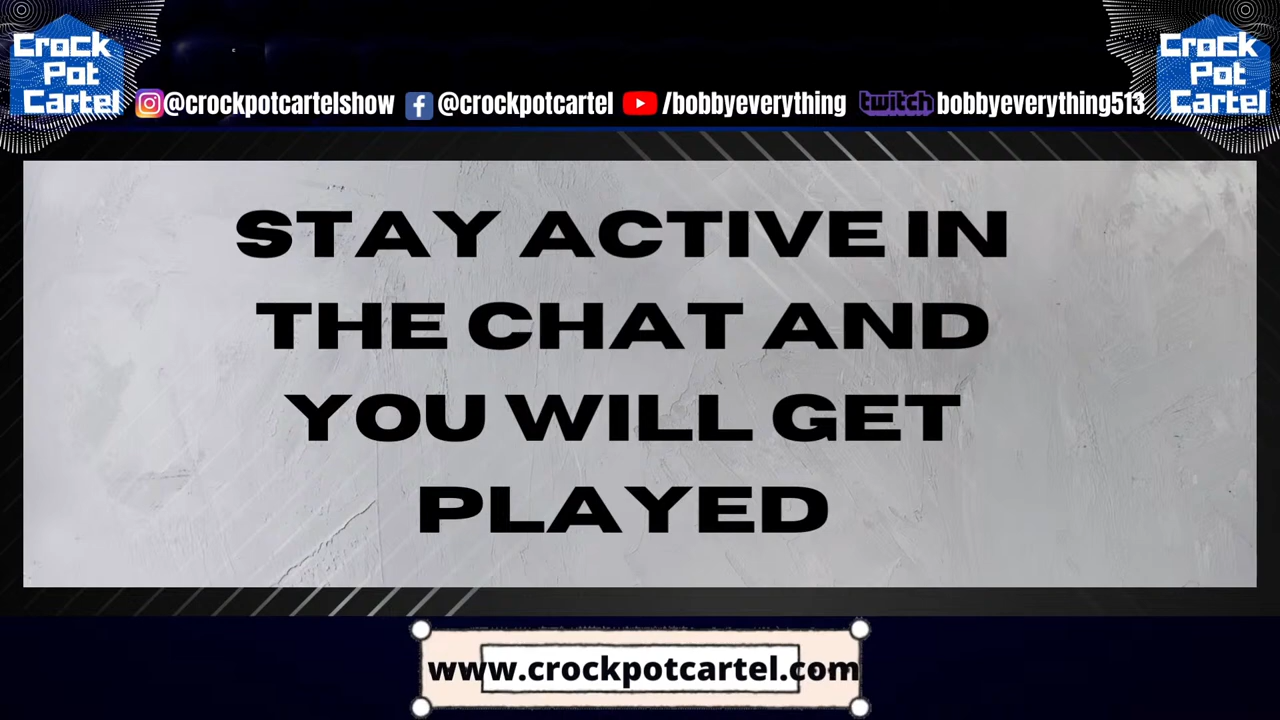 Crock
Pot
Cartel
@crockpotcartelshow @crockpotcartel /bobbyeverything twitch bobbyeverything513
Crock
Pot
Cartel
STAY ACTIVE IN
THE CHAT AND
YOU WILL GET
PLAYED
www.crockpotcartel.com